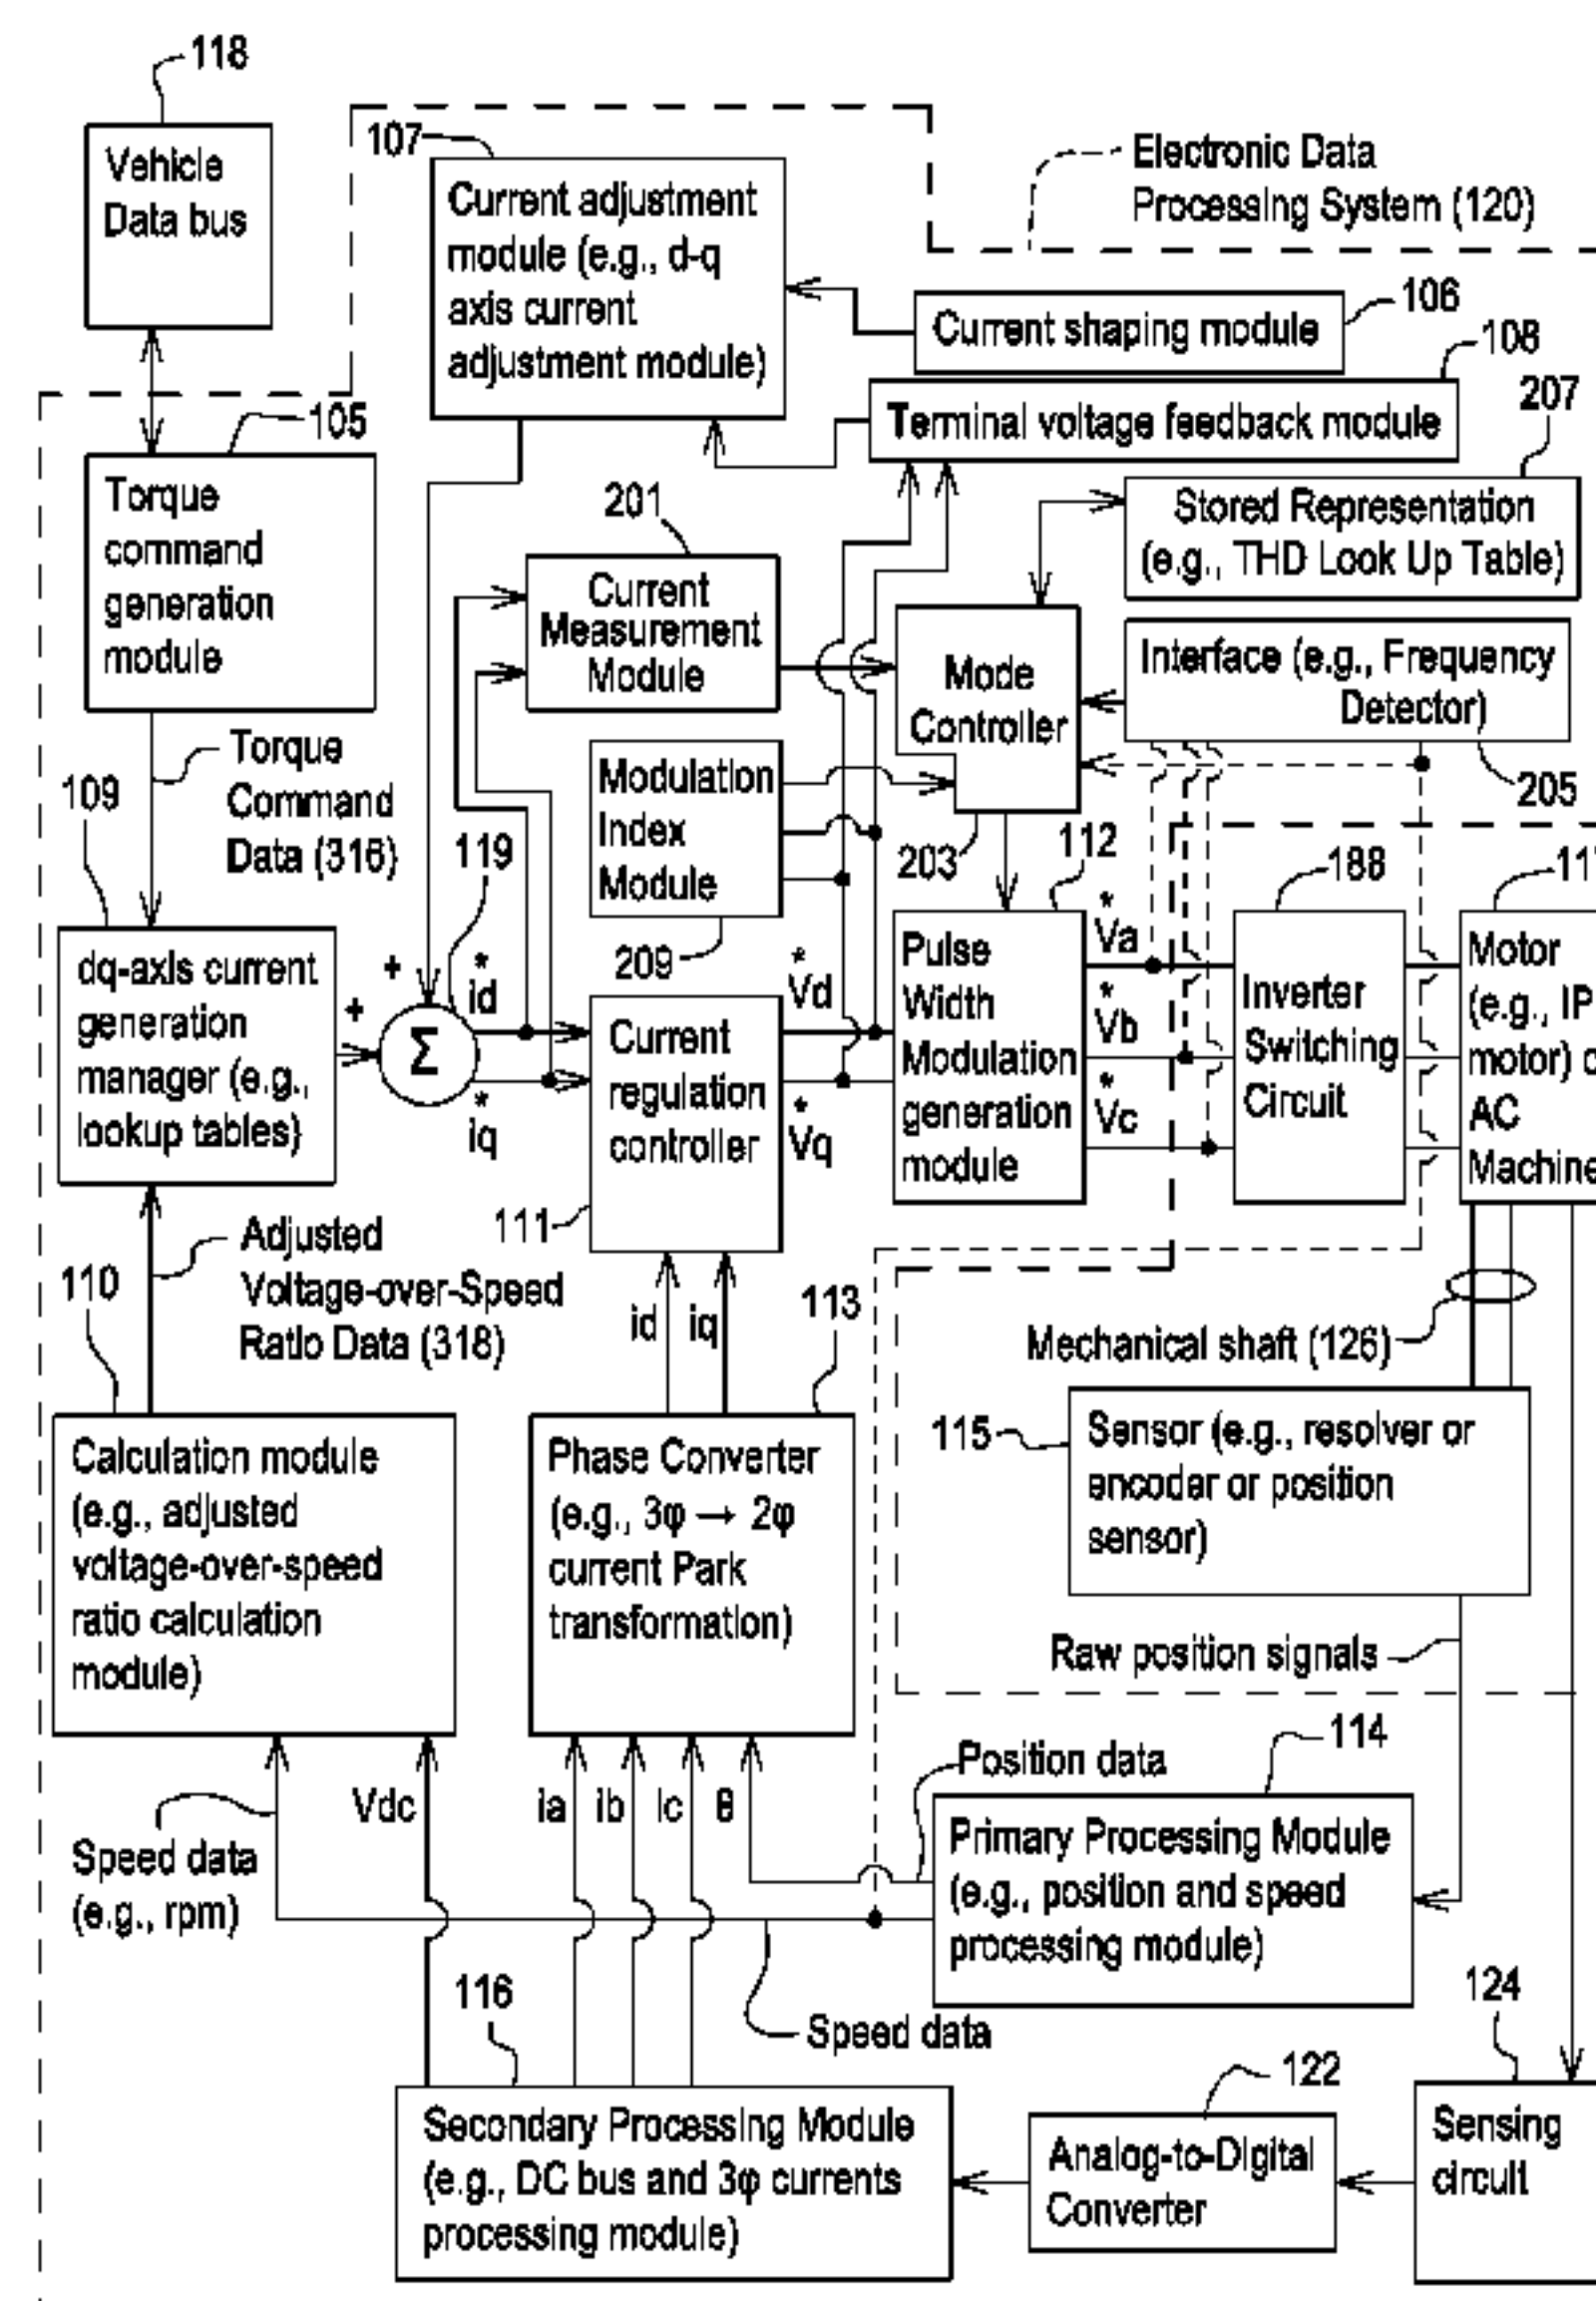 118
Vehicle
Data bus
107
Current adjustment
module (e.g., d-q
axis current
adjustment module)
Electronic Data
Processing System (120)
Current shaping module
106
108
Terminal voltage feedback module
105
Torque
command
generation
module
207
Stored Representation
(e.g., THD Look Up Table)
201
Current
Measurement
Module
Mode
Controller
Interface (e.g., Frequency
Detector)
205
Torque
Command
Data (316)
Modulation
Index
Module
209
203
109
dq-axis current
generation
manager (e.g.,
lookup tables)
119
+
+
Σ
*
id
*
iq
Current
regulation
controller
111
*
Vd
*
Vq
112
Pulse
Width
Modulation
generation
module
*
Va
*
Vb
*
Vc
188
Inverter
Switching
Circuit
Motor
(e.g., IP
motor)
AC
Machine
Adjusted
Voltage-over-Speed
Ratio Data (318)
110
id iq
113
Mechanical shaft (126)
Calculation module
(e.g., adjusted
voltage-over-speed
ratio calculation
module)
Phase Converter
(e.g., 3φ → 2φ
current Park
transformation)
115
Sensor (e.g., resolver or
encoder or position
sensor)
Raw position signals
114
Position data
Vdc
ia ib Ic θ
Speed data
(e.g., rpm)
Primary Processing Module
(e.g., position and speed
processing module)
116
Speed data
124
122
Secondary Processing Module
(e.g., DC bus and 3φ currents
processing module)
Analog-to-Digital
Converter
Sensing
circuit